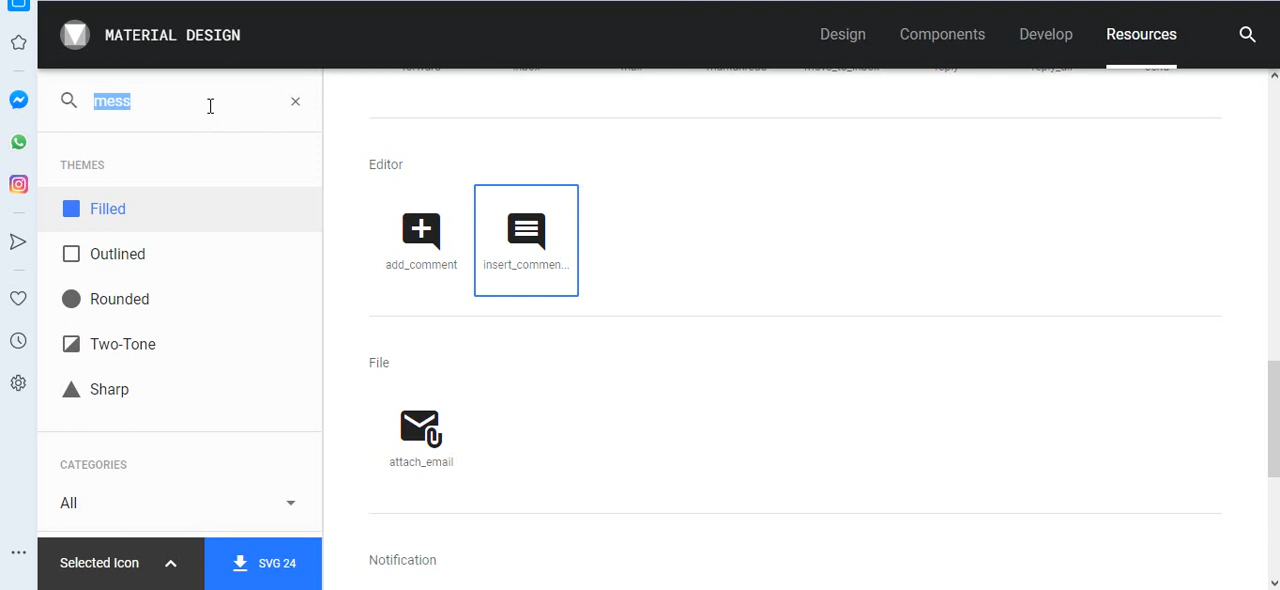 MATERIAL DESIGN
Design
Components
Develop
Resources
mess
THEMES
Filled
Outlined
Rounded
Two-Tone
Sharp
CATEGORIES
All
Selected Icon
SVG 24
Editor
add_comment
insert_commen...
File
attach_email
Notification